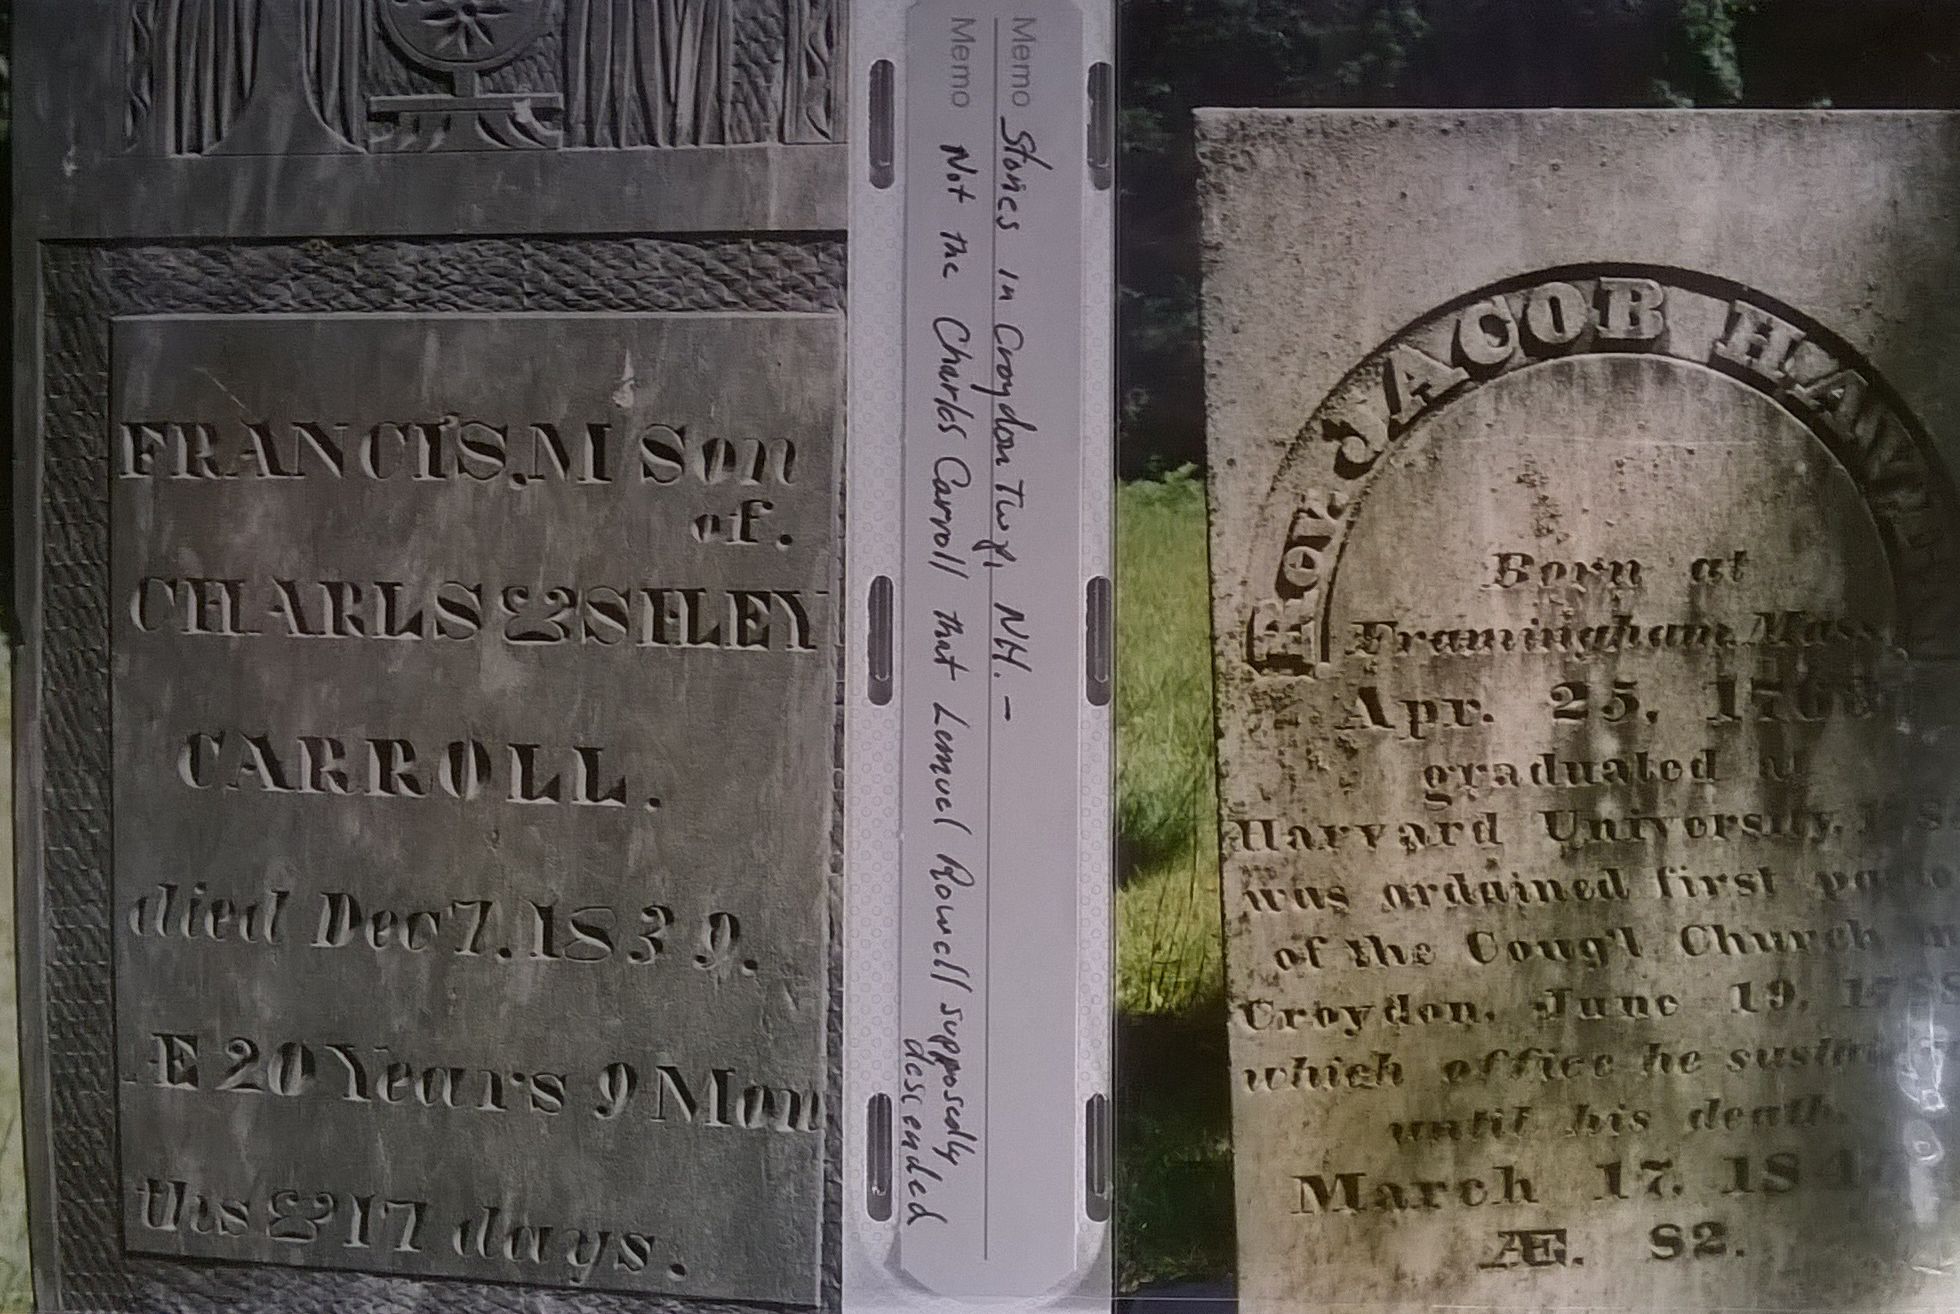 FRANCIS.M Son
of.
CHARLS & SILEY
CARROLL.
died Dec 7. 1839.
Æ 20 Years 9 Mon
ths & 17 days.
Memo Stones in Croydon Twp, NH. -
Memo Not the Charles Carroll that Lemuel Rowell supposedly
descended
Rev. JACOB
Born at
Framingham, Mass
Apr. 25,
graduated
Harvard University,
was ordained first
of the Cong'l Church
Croydon, June 19,
which office he
until his death
March 17,
Æ. 82.